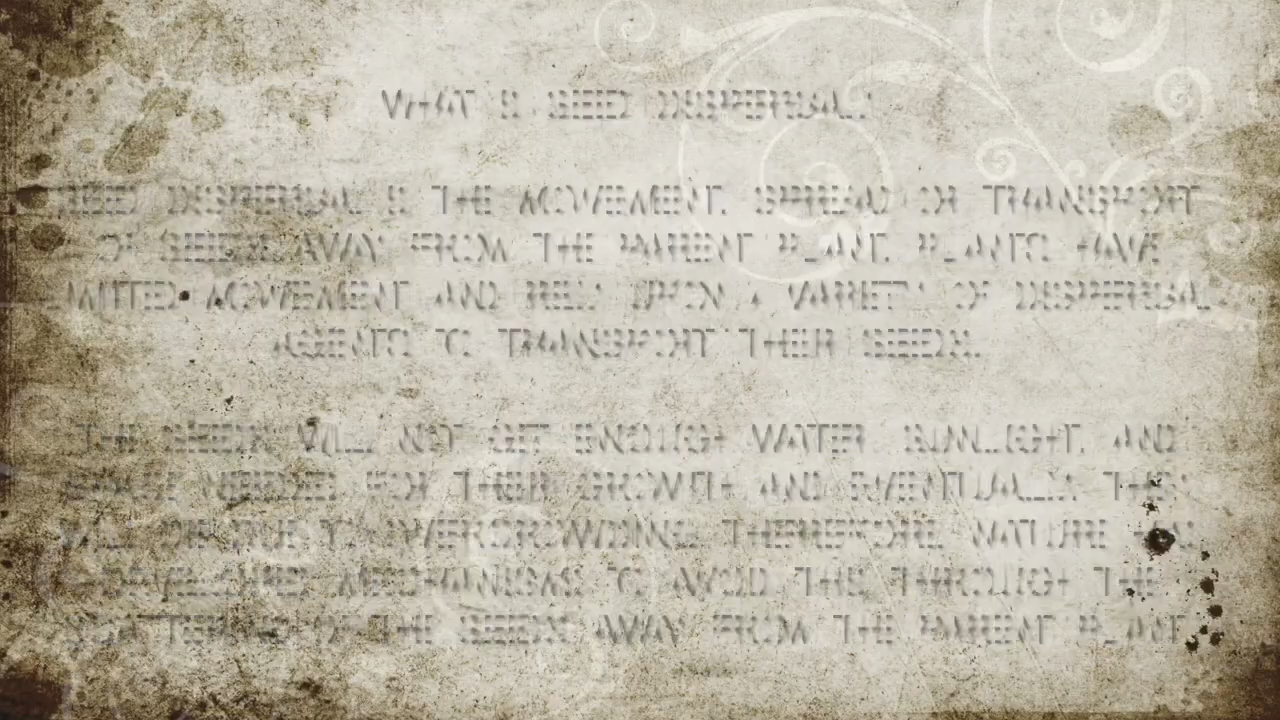 WHAT IS SEED DISPERSAL?
SEED DISPERSAL IS THE MOVEMENT, SPREAD OR TRANSPORT
OF SEEDS AWAY FROM THE PARENT PLANT. PLANTS HAVE
LIMITED MOVEMENT AND RELY UPON A VARIETY OF DISPERSAL
AGENTS TO TRANSPORT THEIR SEEDS.
THE SEEDS WILL NOT GET ENOUGH WATER, SUNLIGHT, AND
SPACE NEEDED FOR THEIR GROWTH AND EVENTUALLY THEY
WILL DIE DUE TO OVERCROWDING. THEREFORE, NATURE HAS
DEVELOPED MECHANISMS TO AVOID THIS THROUGH THE
SCATTERING OF THE SEEDS AWAY FROM THE PARENT PLANT